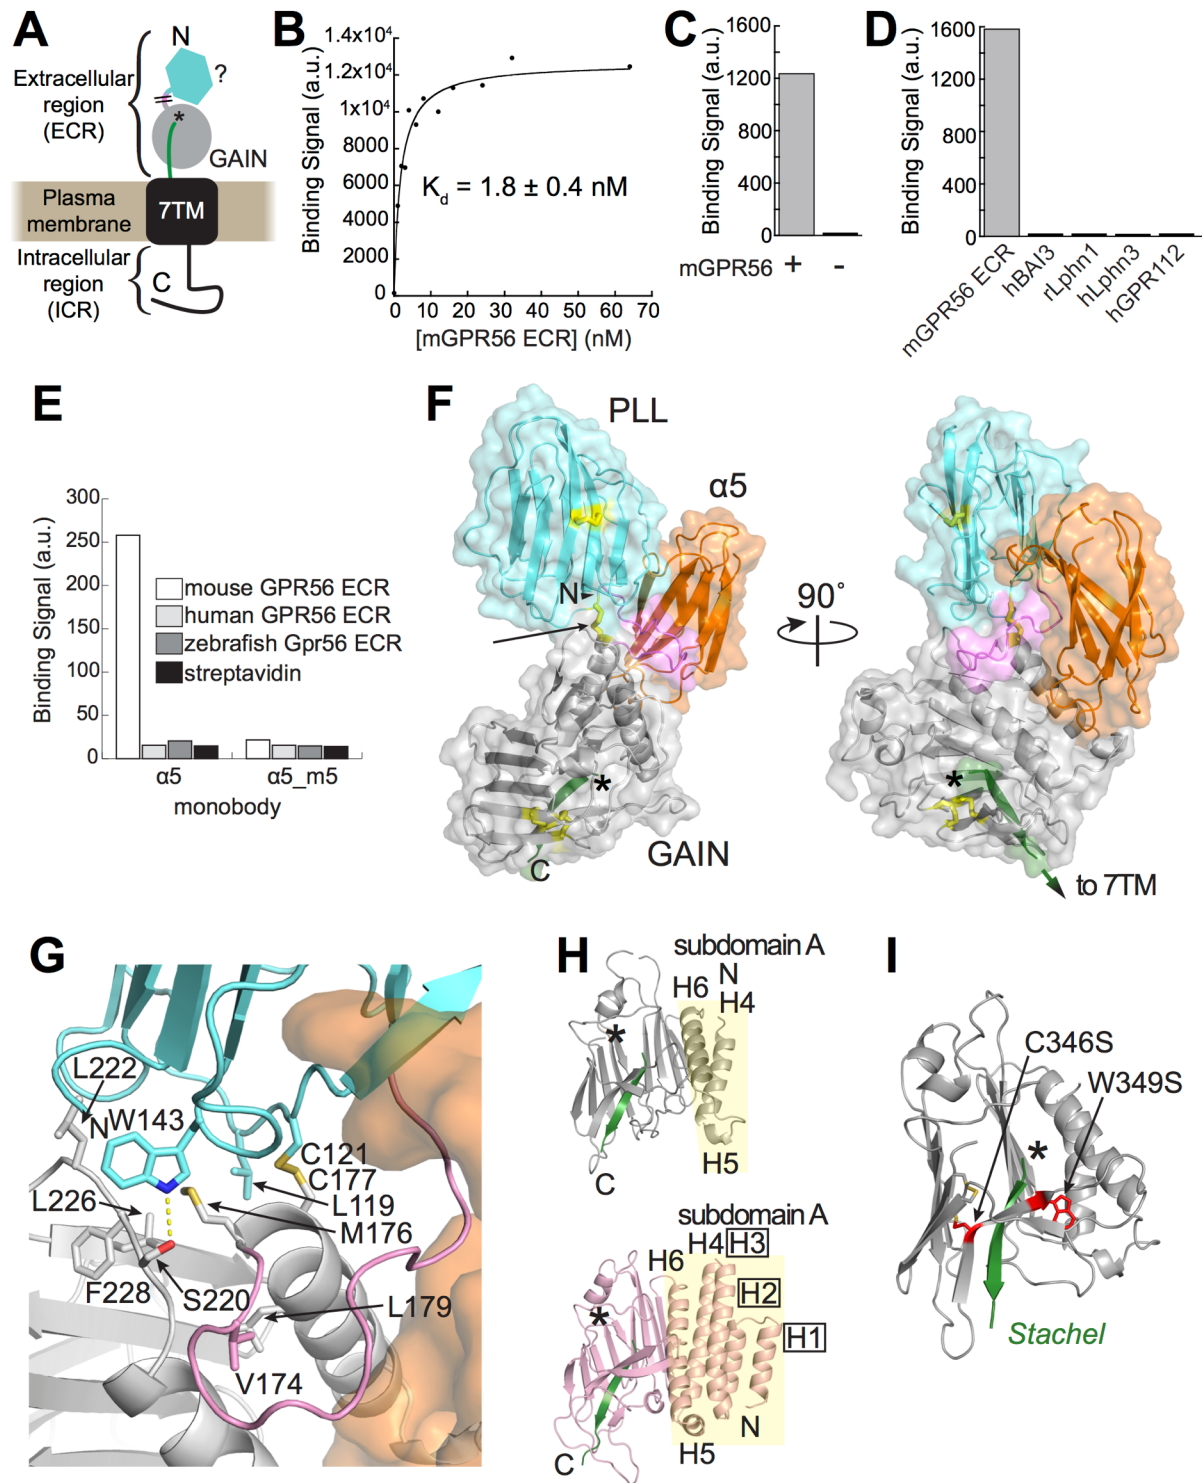 A
Extracellular
region
(ECR)
N
?
*
GAIN
Plasma
membrane
7TM
Intracellular
region
(ICR)
C
B
Binding Signal (a.u.)
1.4x10⁴
1.2x10⁴
1x10⁴
8000
6000
4000
2000
0
K_d = 1.8 ± 0.4 nM
0 10 20 30 40 50 60 70
[mGPR56 ECR] (nM)
C
Binding Signal (a.u.)
1600
1200
800
400
0
mGPR56 + -
D
Binding Signal (a.u.)
1600
1200
800
400
0
mGPR56 ECR
hBAI3
rLphn1
hLphn3
hGPR112
E
Binding Signal (a.u.)
300
250
200
150
100
50
0
mouse GPR56 ECR
human GPR56 ECR
zebrafish Gpr56 ECR
streptavidin
α5 α5_m5
monobody
F
PLL
α5
N
*
GAIN
C
90°
*
to 7TM
G
L222
N W143
C121
C177
L119
L226
M176
F228
S220
L179
V174
H
subdomain A
H6
N
H4
*
H5
C
subdomain A
H4 H3
H6
H2
*
H1
N
H5
C
I
C346S
W349S
*
Stachel